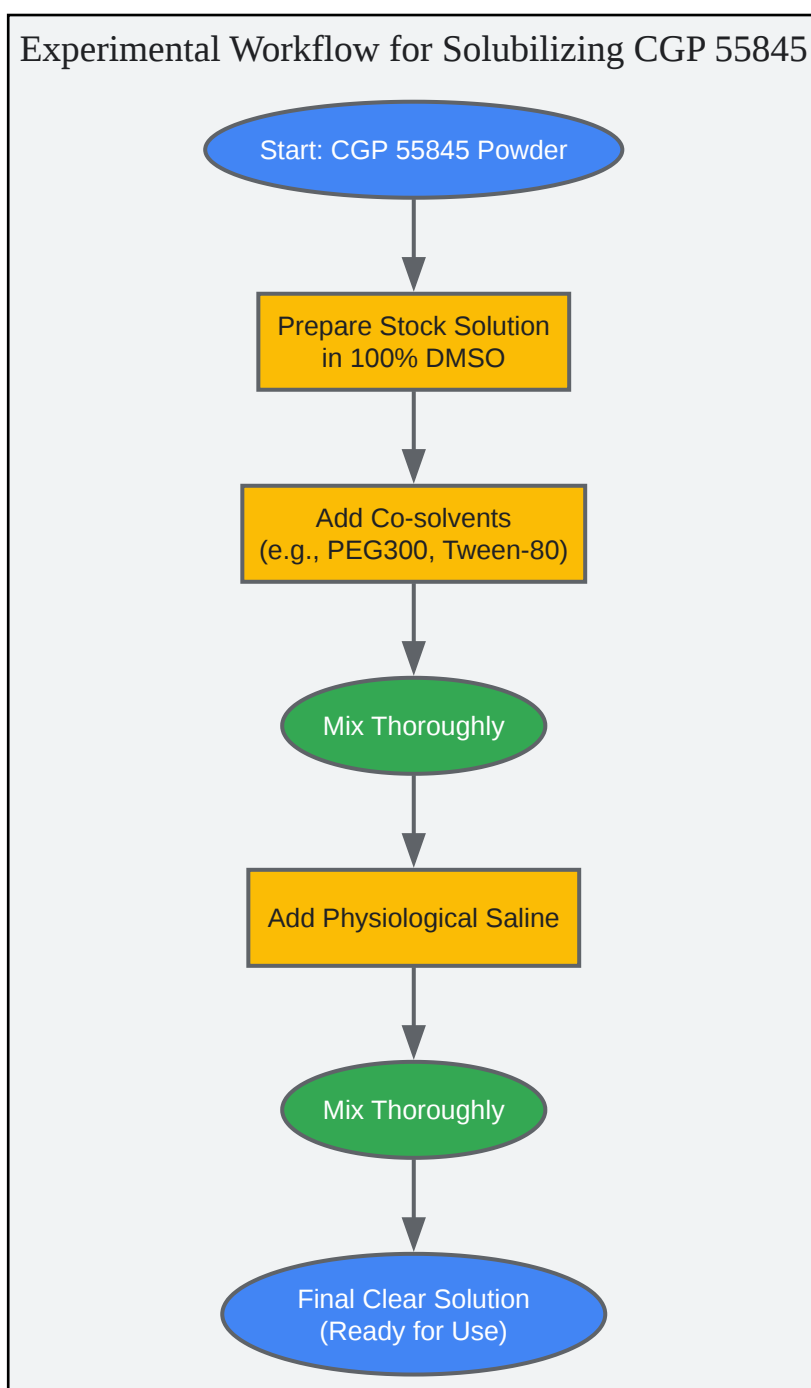 Experimental Workflow for Solubilizing CGP 55845
Start: CGP 55845 Powder
Prepare Stock Solution
in 100% DMSO
Add Co-solvents
(e.g., PEG300, Tween-80)
Mix Thoroughly
Add Physiological Saline
Mix Thoroughly
Final Clear Solution
(Ready for Use)